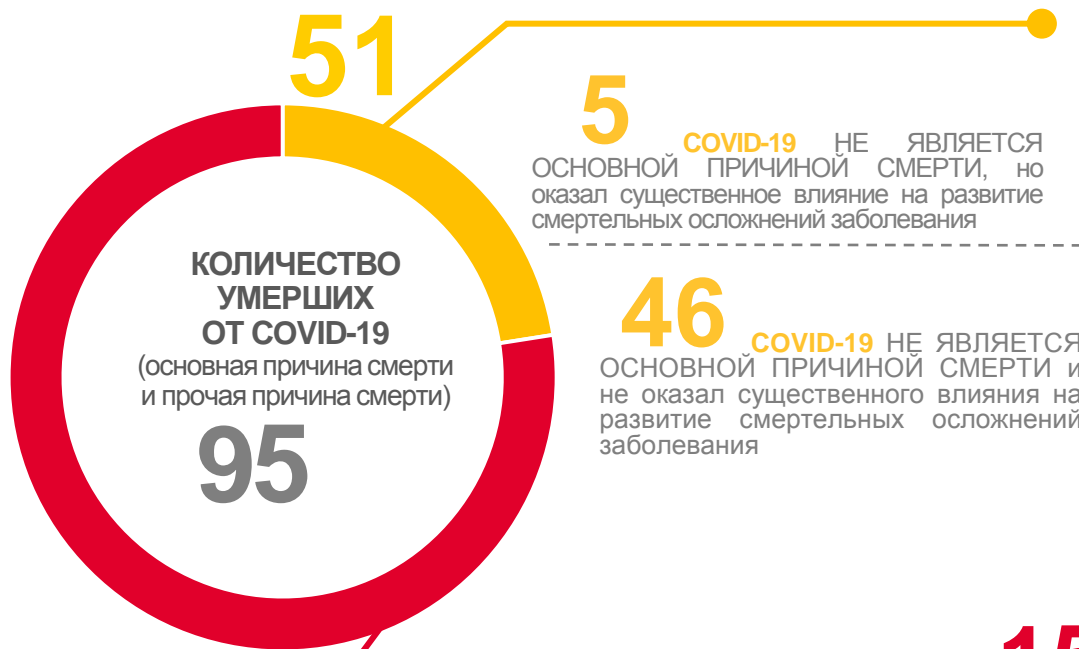 51
5
COVID-19 НЕ ЯВЛЯЕТСЯ
ОСНОВНОЙ ПРИЧИНОЙ СМЕРТИ, но
оказал существенное влияние на развитие
смертельных осложнений заболевания
46
COVID-19 НЕ ЯВЛЯЕТСЯ
ОСНОВНОЙ ПРИЧИНОЙ СМЕРТИ и
не оказал существенного влияния на
развитие смертельных осложнений
заболевания
КОЛИЧЕСТВО
УМЕРШИХ
ОТ COVID-19
(основная причина смерти
и прочая причина смерти)
95